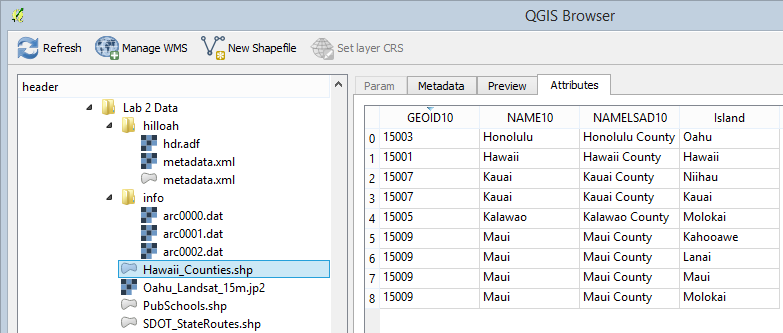 QGIS Browser
Refresh Manage WMS New Shapefile Set layer CRS
header
Lab 2 Data
hilloah
hdr.adf
metadata.xml
metadata.xml
info
arc0000.dat
arc0001.dat
arc0002.dat
Hawaii_Counties.shp
Oahu_Landsat_15m.jp2
PubSchools.shp
SDOT_StateRoutes.shp
Param Metadata Preview Attributes
GEOID10 NAME10 NAMELSAD10 Island
0 15003 Honolulu Honolulu County Oahu
1 15001 Hawaii Hawaii County Hawaii
2 15007 Kauai Kauai County Niihau
3 15007 Kauai Kauai County Kauai
4 15005 Kalawao Kalawao County Molokai
5 15009 Maui Maui County Kahooawe
6 15009 Maui Maui County Lanai
7 15009 Maui Maui County Maui
8 15009 Maui Maui County Molokai